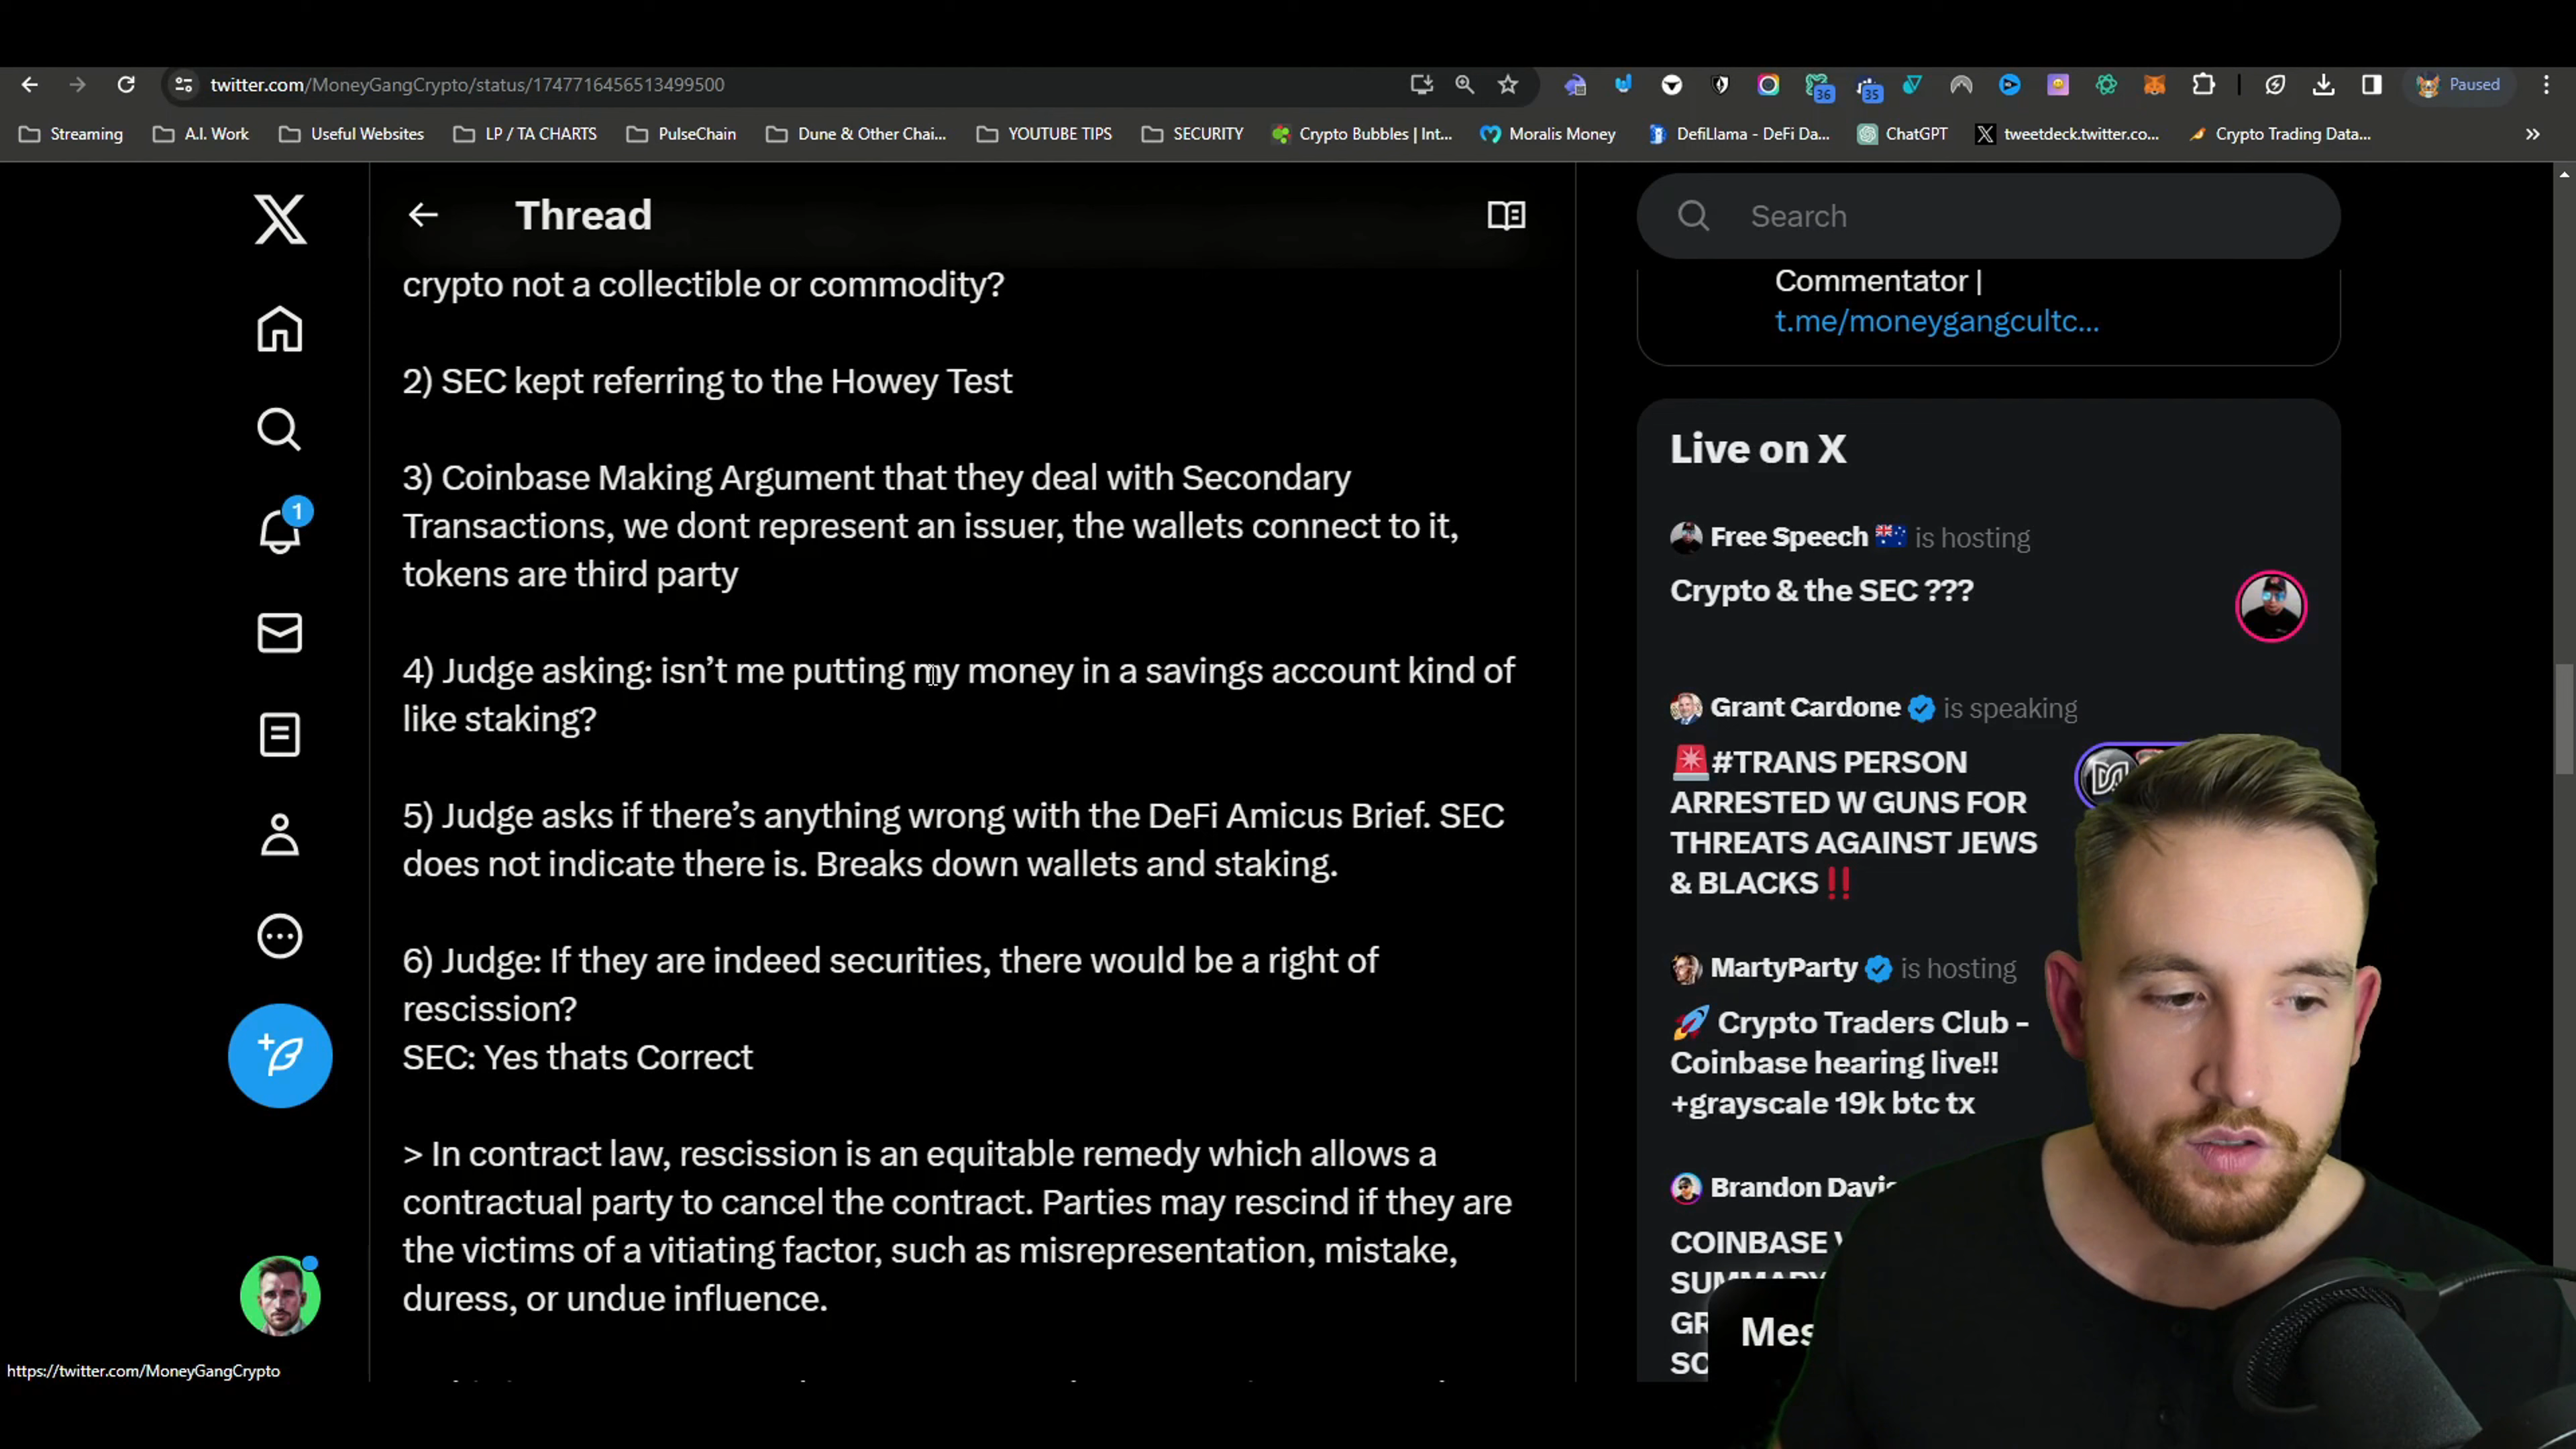 twitter.com/MoneyGangCrypto/status/1747716456513499500
36
35
Paused
Streaming
A.I. Work
Useful Websites
LP / TA CHARTS
PulseChain
Dune & Other Chai...
YOUTUBE TIPS
SECURITY
Crypto Bubbles | Int...
Moralis Money
DefiLlama - DeFi Da...
ChatGPT
tweetdeck.twitter.co...
Crypto Trading Data...
Thread
crypto not a collectible or commodity?
2) SEC kept referring to the Howey Test
3) Coinbase Making Argument that they deal with Secondary
Transactions, we dont represent an issuer, the wallets connect to it,
tokens are third party
4) Judge asking: isn’t me putting my money in a savings account kind of
like staking?
5) Judge asks if there’s anything wrong with the DeFi Amicus Brief. SEC
does not indicate there is. Breaks down wallets and staking.
6) Judge: If they are indeed securities, there would be a right of
rescission?
SEC: Yes thats Correct
> In contract law, rescission is an equitable remedy which allows a
contractual party to cancel the contract. Parties may rescind if they are
the victims of a vitiating factor, such as misrepresentation, mistake,
duress, or undue influence.
1
Search
Commentator |
t.me/moneygangcultc...
Live on X
Free Speech is hosting
Crypto & the SEC ???
Grant Cardone is speaking
#TRANS PERSON
ARRESTED W GUNS FOR
THREATS AGAINST JEWS
& BLACKS
MartyParty is hosting
Crypto Traders Club -
Coinbase hearing live!!
+grayscale 19k btc tx
Brandon Davis
COINBASE
https://twitter.com/MoneyGangCrypto